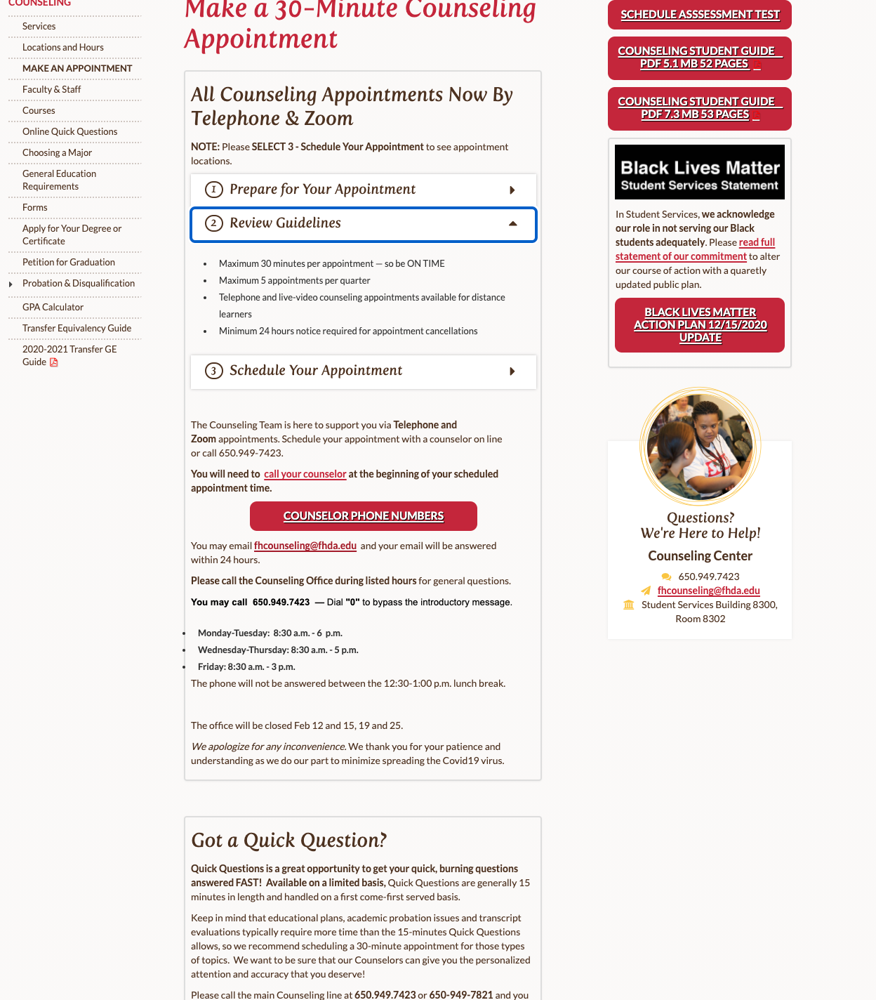 COUNSELING
Services
Locations and Hours
MAKE AN APPOINTMENT
Faculty & Staff
Courses
Online Quick Questions
Choosing a Major
General Education
Requirements
Forms
Apply for Your Degree or
Certificate
Petition for Graduation
Probation & Disqualification
GPA Calculator
Transfer Equivalency Guide
2020-2021 Transfer GE
Guide
Make a 30-Minute Counseling
Appointment
All Counseling Appointments Now By
Telephone & Zoom
NOTE: Please SELECT 3 - Schedule Your Appointment to see appointment
locations.
1 Prepare for Your Appointment
2 Review Guidelines
• Maximum 30 minutes per appointment — so be ON TIME
• Maximum 5 appointments per quarter
• Telephone and live-video counseling appointments available for distance
learners
• Minimum 24 hours notice required for appointment cancellations
3 Schedule Your Appointment
The Counseling Team is here to support you via Telephone and
Zoom appointments. Schedule your appointment with a counselor on line
or call 650.949-7423.
You will need to call your counselor at the beginning of your scheduled
appointment time.
COUNSELOR PHONE NUMBERS
You may email fhcounseling@fhda.edu and your email will be answered
within 24 hours.
Please call the Counseling Office during listed hours for general questions.
You may call 650.949.7423 — Dial "0" to bypass the introductory message.
• Monday-Tuesday: 8:30 a.m. - 6 p.m.
• Wednesday-Thursday: 8:30 a.m. - 5 p.m.
• Friday: 8:30 a.m. - 3 p.m.
The phone will not be answered between the 12:30-1:00 p.m. lunch break.
The office will be closed Feb 12 and 15, 19 and 25.
We apologize for any inconvenience. We thank you for your patience and
understanding as we do our part to minimize spreading the Covid19 virus.
Got a Quick Question?
Quick Questions is a great opportunity to get your quick, burning questions
answered FAST! Available on a limited basis, Quick Questions are generally 15
minutes in length and handled on a first come-first served basis.
Keep in mind that educational plans, academic probation issues and transcript
evaluations typically require more time than the 15-minutes Quick Questions
allows, so we recommend scheduling a 30-minute appointment for those types
of topics. We want to be sure that our Counselors can give you the personalized
attention and accuracy that you deserve!
Please call the main Counseling line at 650.949.7423 or 650-949-7821 and you
SCHEDULE ASSSESSMENT TEST
COUNSELING STUDENT GUIDE
PDF 5.1 MB 52 PAGES
COUNSELING STUDENT GUIDE
PDF 7.3 MB 53 PAGES
Black Lives Matter
Student Services Statement
In Student Services, we acknowledge
our role in not serving our Black
students adequately. Please read full
statement of our commitment to alter
our course of action with a quaretly
updated public plan.
BLACK LIVES MATTER
ACTION PLAN 12/15/2020
UPDATE
Questions?
We're Here to Help!
Counseling Center
650.949.7423
fhcounseling@fhda.edu
Student Services Building 8300,
Room 8302